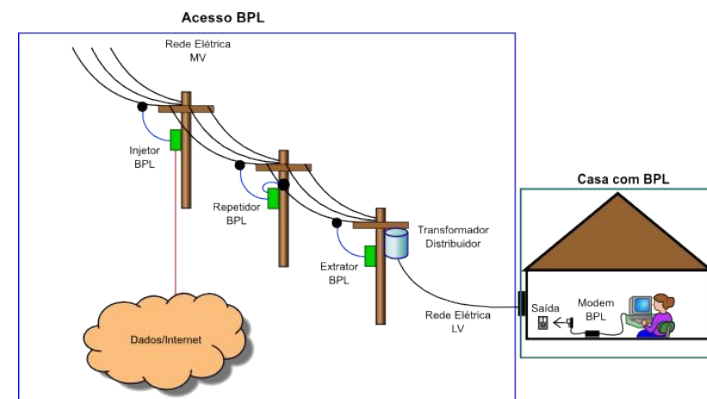 Acesso BPL
Rede Elétrica
MV
Injetor
BPL
Repetidor
BPL
Extrator
BPL
Transformador
Distribuidor
Rede Elétrica
LV
Dados/Internet
Casa com BPL
Saída
Modem
BPL